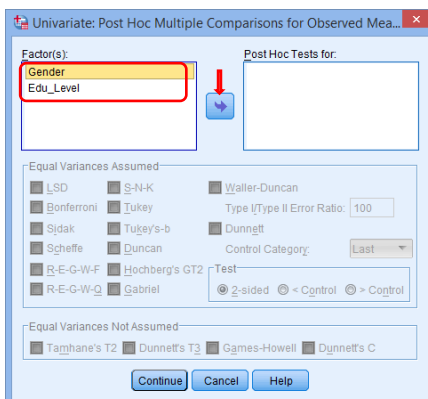 Univariate: Post Hoc Multiple Comparisons for Observed Mea...
Factor(s):
Gender
Edu_Level
Post Hoc Tests for:
Equal Variances Assumed
LSD S-N-K Waller-Duncan
Bonferroni Tukey Type I/Type II Error Ratio: 100
Sidak Tukey's-b Dunnett
Scheffe Duncan Control Category: Last
R-E-G-W-F Hochberg's GT2 Test
R-E-G-W-Q Gabriel 2-sided < Control > Control
Equal Variances Not Assumed
Tamhane's T2 Dunnett's T3 Games-Howell Dunnett's C
Continue Cancel Help